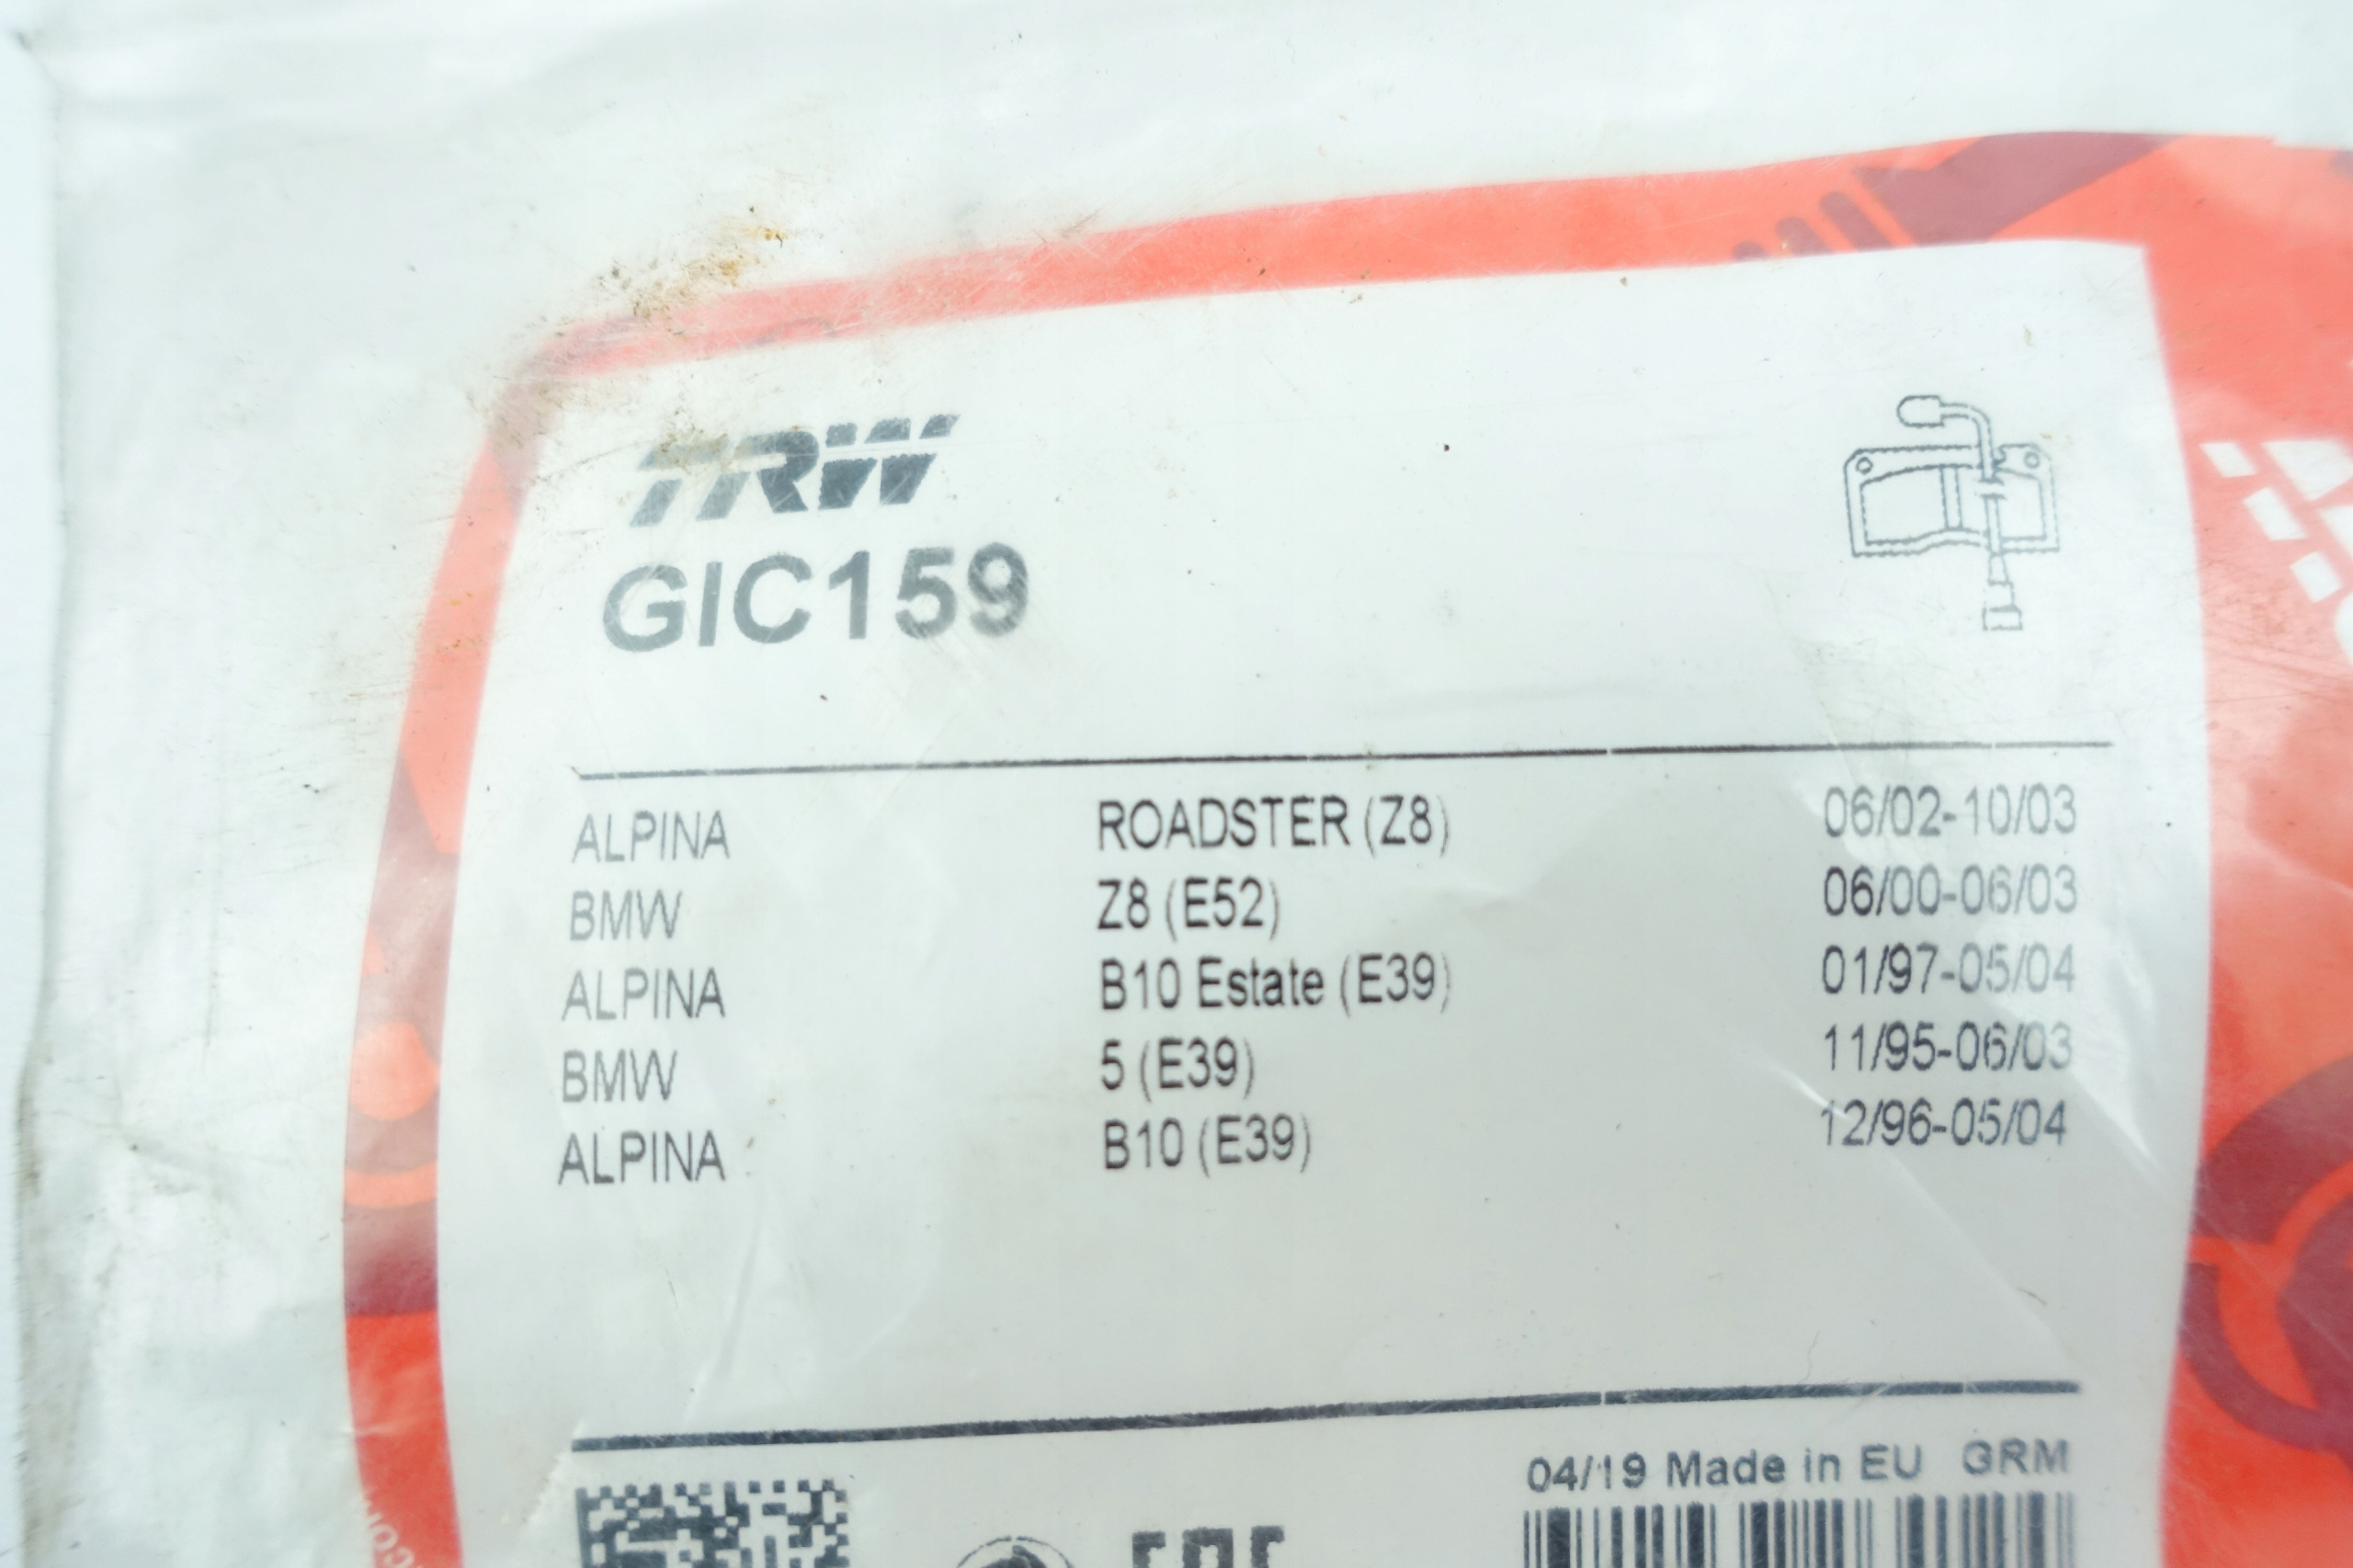 TRW
GIC159
ALPINA ROADSTER (Z8) 06/02-10/03
BMW Z8 (E52) 06/00-06/03
ALPINA B10 Estate (E39) 01/97-05/04
BMW 5 (E39) 11/95-06/03
ALPINA B10 (E39) 12/96-05/04
04/19 Made in EU GRM